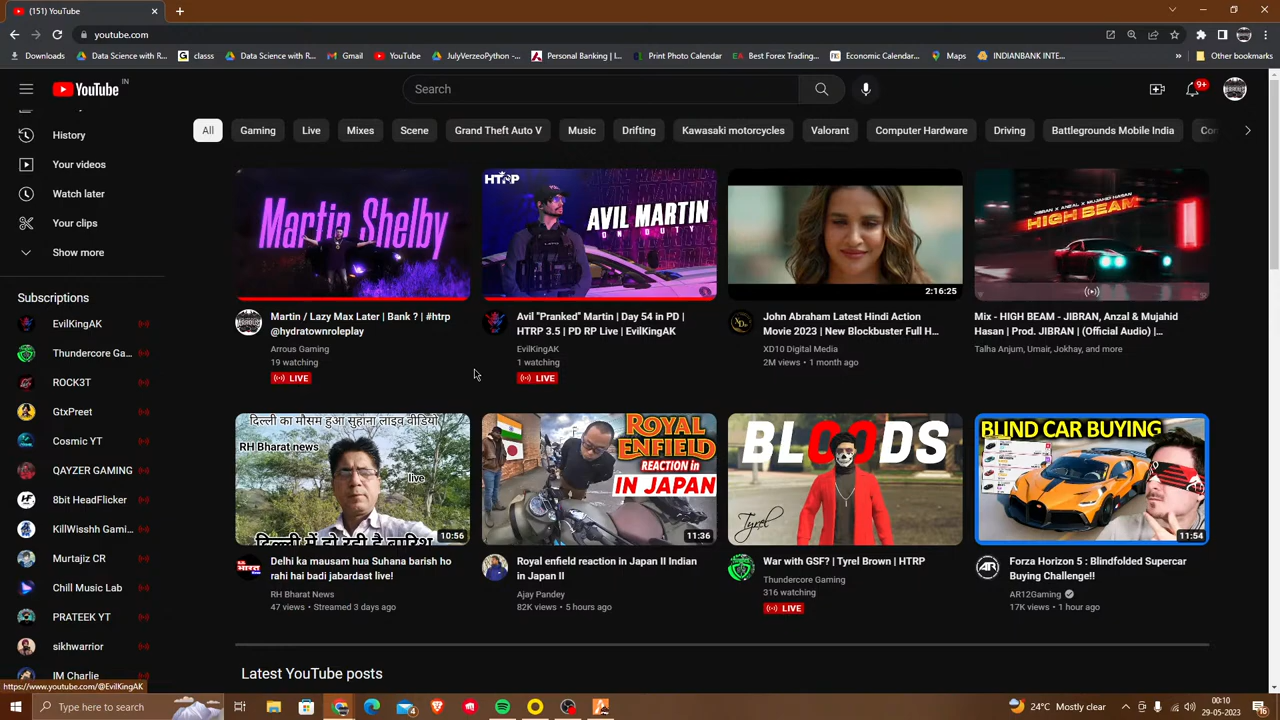 (151) YouTube
youtube.com
Downloads
Data Science with R...
G classs
Data Science with R...
Gmail
YouTube
JulyVerzeoPython -...
Personal Banking | I...
Print Photo Calendar
Best Forex Trading...
Economic Calendar...
Maps
INDIANBANK INTE...
»
Other bookmarks
YouTube IN
Search
9+
History
Your videos
Watch later
Your clips
Show more
Subscriptions
EvilKingAK
Thundercore Ga...
ROCK3T
GtxPreet
Cosmic YT
QAYZER GAMING
8bit HeadFlicker
KillWisshh Gami...
Murtajiz CR
Chill Music Lab
PRATEEK YT
sikhwarrior
IM Charlie
https://www.youtube.com/@EvilKingAK
All
Gaming
Live
Mixes
Scene
Grand Theft Auto V
Music
Drifting
Kawasaki motorcycles
Valorant
Computer Hardware
Driving
Battlegrounds Mobile India
Martin Shelby
Martin / Lazy Max Later | Bank ? | #htrp
@hydratownroleplay
Arrous Gaming
19 watching
LIVE
HTRP
AVIL MARTIN
ON DUTY
Avil "Pranked" Martin | Day 54 in PD |
HTRP 3.5 | PD RP Live | EvilKingAK
EvilKingAK
1 watching
LIVE
2:16:25
John Abraham Latest Hindi Action
Movie 2023 | New Blockbuster Full H...
XD10 Digital Media
2M views • 1 month ago
JIBRAN X ANZAL X MUJAHID HASAN
HIGH BEAM
Mix - HIGH BEAM - JIBRAN, Anzal & Mujahid
Hasan | Prod. JIBRAN | (Official Audio) |...
Talha Anjum, Umair, Jokhay, and more
दिल्ली का मौसम हुआ सुहाना लाइव वीडियो
RH Bharat news
live
दिल्ली में हो रही है बारिश
10:56
Delhi ka mausam hua Suhana barish ho
rahi hai badi jabardast live!
RH Bharat News
47 views • Streamed 3 days ago
ROYAL
ENFIELD
REACTION in
IN JAPAN
11:36
Royal enfield reaction in Japan II Indian
in Japan II
Ajay Pandey
82K views • 5 hours ago
BLOODS
Tyrel
War with GSF? | Tyrel Brown | HTRP
Thundercore Gaming
316 watching
LIVE
BLIND CAR BUYING
11:54
AR
Forza Horizon 5 : Blindfolded Supercar
Buying Challenge!!
AR12Gaming
17K views • 1 hour ago
Latest YouTube posts
Type here to search
4
24°C Mostly clear
ENG
00:10
29-05-2023
16